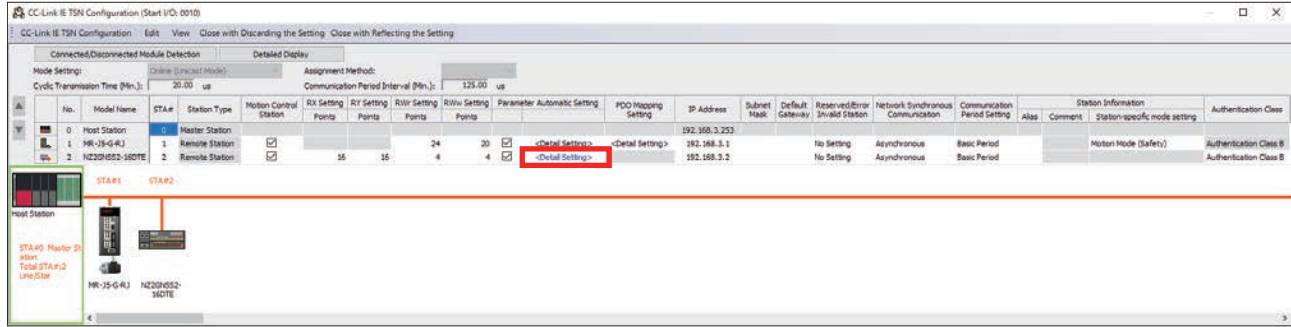 CC-Link IE TSN Configuration (Start I/O: 0010)
CC-Link IE TSN Configuration Edit View Close with Discarding the Setting Close with Reflecting the Setting
Connected/Disconnected Module Detection Detailed Display
Mode Setting: Online (Unicast Mode) Assignment Method:
Cyclic Transmission Time (Min.): 20.00 us Communication Period Interval (Min.): 125.00 us
No. Model Name STA# Station Type Motion Control Station RX Setting Points RY Setting Points RWr Setting Points RWw Setting Points Parameter Automatic Setting PDO Mapping Setting IP Address Subnet Mask Default Gateway Reserved/Error Invalid Station Network Synchronous Communication Communication Period Setting Alias Comment Station Information Station-specific mode setting Authentication Class
0 Host Station 0 Master Station 192.168.3.253
1 MR-J5-G-RJ 1 Remote Station 24 20 <Detail Setting> <Detail Setting> 192.168.3.1 No Setting Asynchronous Basic Period Motion Mode (Safety) Authentication Class B
2 NZ2GNSS2-16DTE 2 Remote Station 16 16 4 4 <Detail Setting> 192.168.3.2 No Setting Asynchronous Basic Period Authentication Class B
STA#1 STA#2
Host Station
STA#0 Master St
ation
Total STA#:2
Line/Star
MR-J5-G-RJ NZ2GNSS2-
16DTE